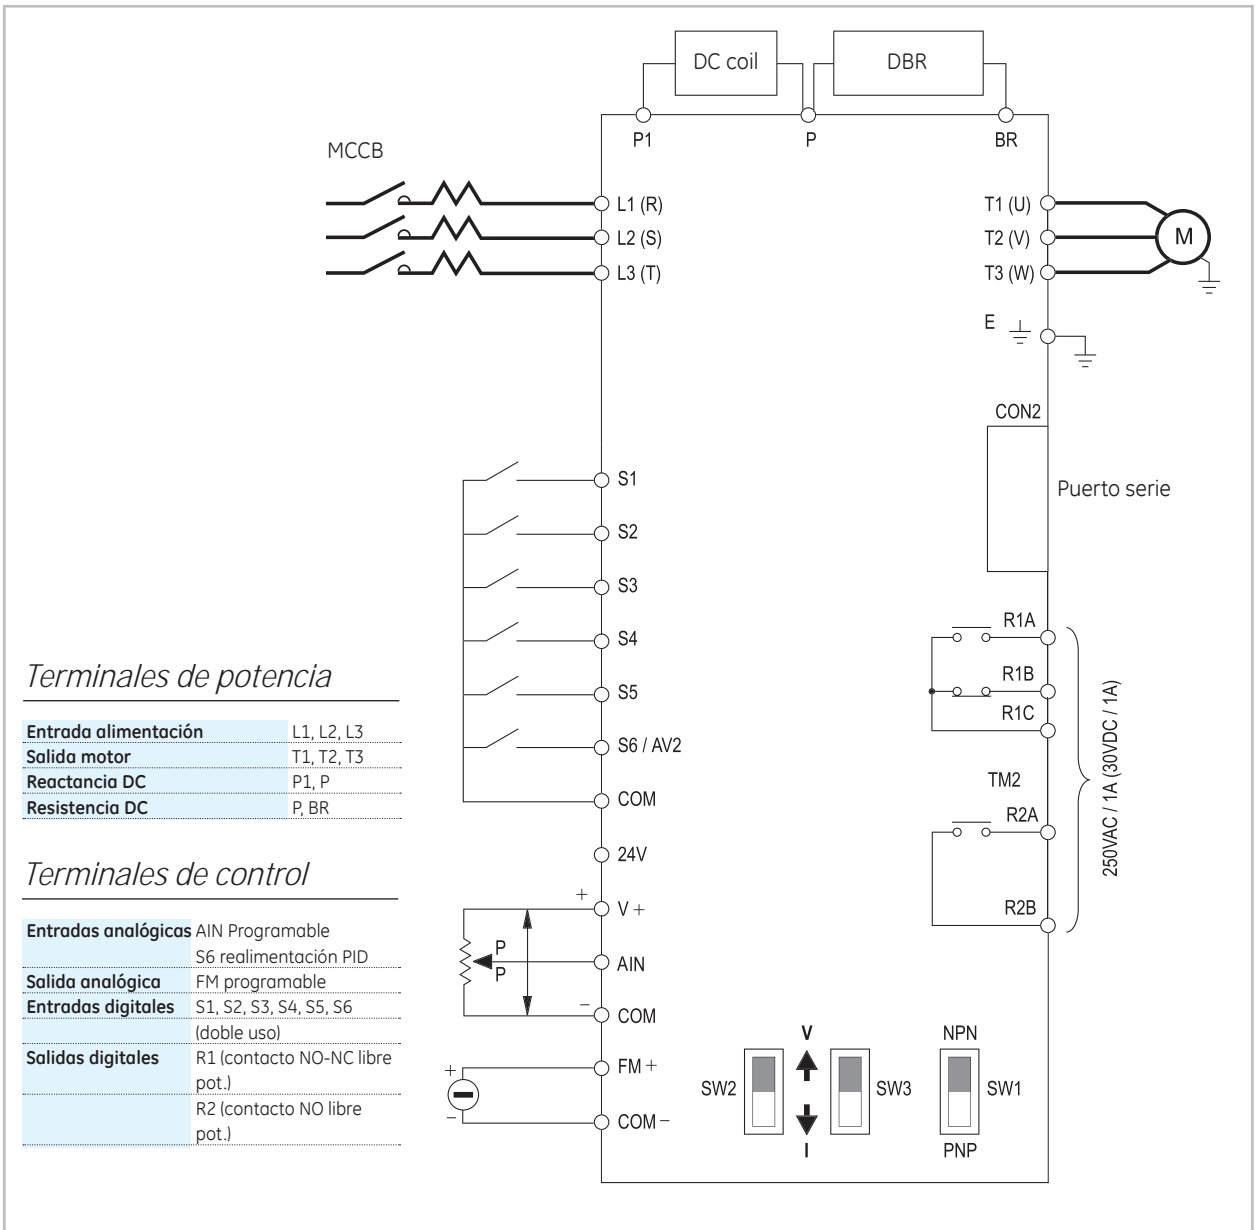 DC coil
DBR
P1
P
BR
MCCB
L1 (R)
L2 (S)
L3 (T)
T1 (U)
T2 (V)
T3 (W)
M
E
CON2
Puerto serie
S1
S2
S3
S4
S5
S6 / AV2
COM
24V
+
V +
P
P
AIN
−
COM
+
FM +
−
COM −
R1A
R1B
R1C
TM2
R2A
R2B
250VAC / 1A (30VDC / 1A)
V
I
SW2
SW3
NPN
SW1
PNP
Terminales de potencia
Entrada alimentación L1, L2, L3
Salida motor T1, T2, T3
Reactancia DC P1, P
Resistencia DC P, BR
Terminales de control
Entradas analógicas AIN Programable
S6 realimentación PID
Salida analógica FM programable
Entradas digitales S1, S2, S3, S4, S5, S6
(doble uso)
Salidas digitales R1 (contacto NO-NC libre
pot.)
R2 (contacto NO libre
pot.)